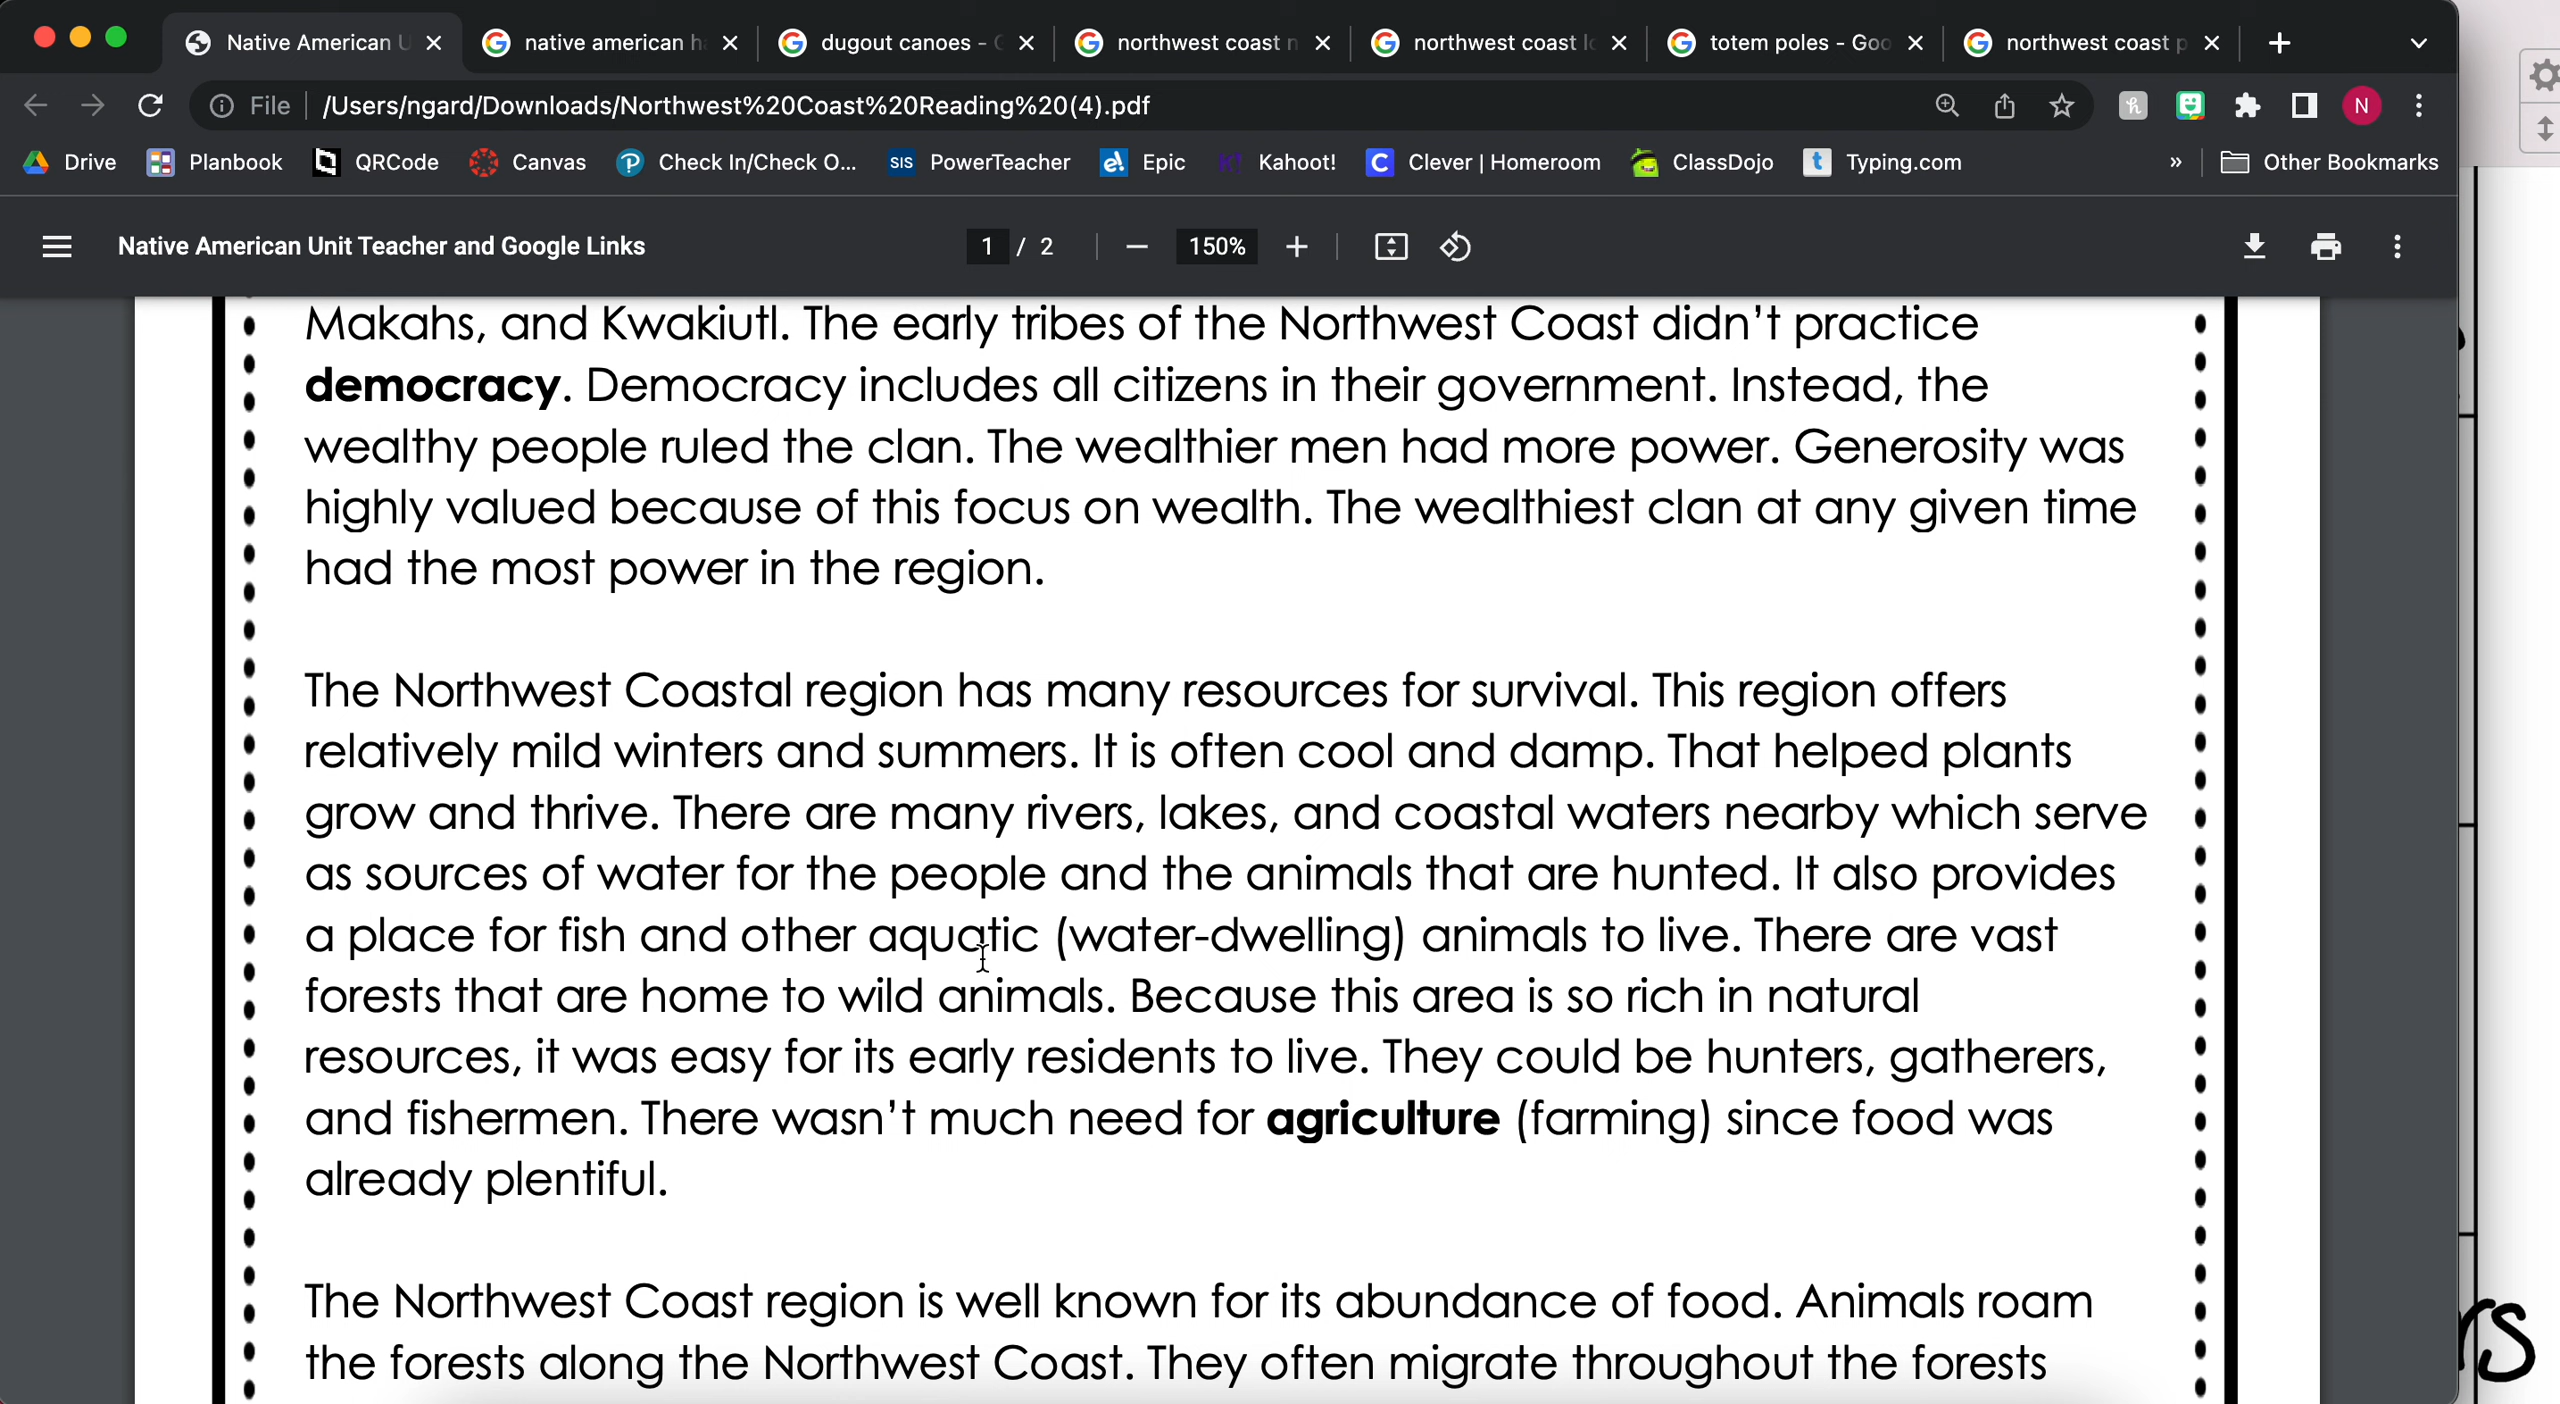 Native American U
native american h
dugout canoes - G
northwest coast n
northwest coast lo
totem poles - Goo
northwest coast p
File
/Users/ngard/Downloads/Northwest%20Coast%20Reading%20(4).pdf
N
Drive
Planbook
QRCode
Canvas
Check In/Check O...
SIS PowerTeacher
Epic
Kahoot!
Clever | Homeroom
ClassDojo
Typing.com
»
Other Bookmarks
Native American Unit Teacher and Google Links
1 / 2
150%
Makahs, and Kwakiutl. The early tribes of the Northwest Coast didn't practice
democracy. Democracy includes all citizens in their government. Instead, the
wealthy people ruled the clan. The wealthier men had more power. Generosity was
highly valued because of this focus on wealth. The wealthiest clan at any given time
had the most power in the region.
The Northwest Coastal region has many resources for survival. This region offers
relatively mild winters and summers. It is often cool and damp. That helped plants
grow and thrive. There are many rivers, lakes, and coastal waters nearby which serve
as sources of water for the people and the animals that are hunted. It also provides
a place for fish and other aquatic (water-dwelling) animals to live. There are vast
forests that are home to wild animals. Because this area is so rich in natural
resources, it was easy for its early residents to live. They could be hunters, gatherers,
and fishermen. There wasn't much need for agriculture (farming) since food was
already plentiful.
The Northwest Coast region is well known for its abundance of food. Animals roam
the forests along the Northwest Coast. They often migrate throughout the forests
rs